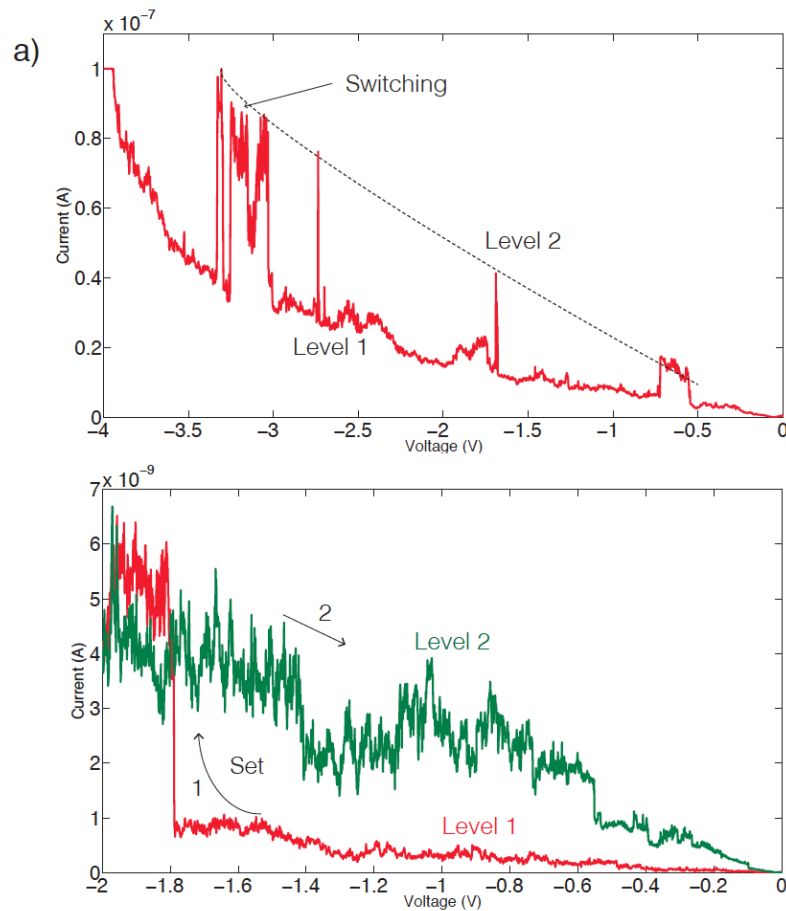 a)
x 10⁻⁷
1
0.8
0.6
0.4
0.2
0
Current (A)
Switching
Level 2
Level 1
−4 −3.5 −3 −2.5 −2 −1.5 −1 −0.5 0
Voltage (V)
x 10⁻⁹
7
6
5
4
3
2
1
0
Current (A)
2
Level 2
Set
1
Level 1
−2 −1.8 −1.6 −1.4 −1.2 −1 −0.8 −0.6 −0.4 −0.2 0
Voltage (V)